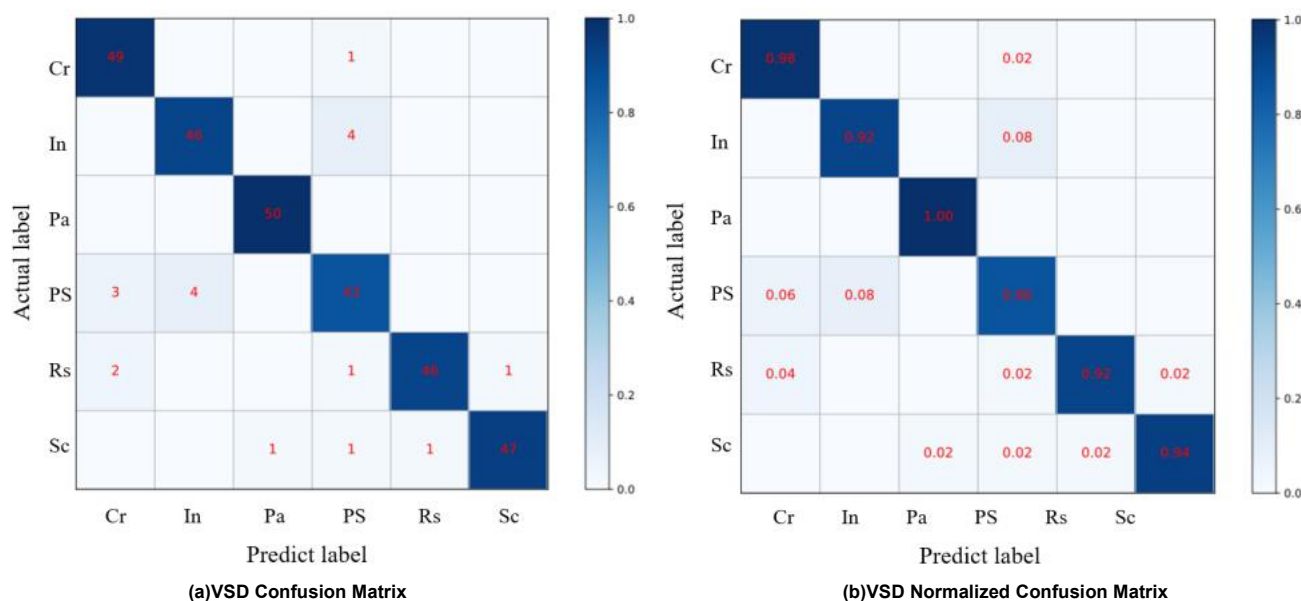 Cr 49 1
In 46 4
Pa 50
PS 3 4 43
Rs 2 1 46 1
Sc 1 1 1 47
Actual label
Cr In Pa PS Rs Sc
Predict label
1.0
0.8
0.6
0.4
0.2
0.0
(a)VSD Confusion Matrix
Cr 0.98 0.02
In 0.92 0.08
Pa 1.00
PS 0.06 0.08 0.86
Rs 0.04 0.02 0.92 0.02
Sc 0.02 0.02 0.02 0.94
Actual label
Cr In Pa PS Rs Sc
Predict label
1.0
0.8
0.6
0.4
0.2
0.0
(b)VSD Normalized Confusion Matrix